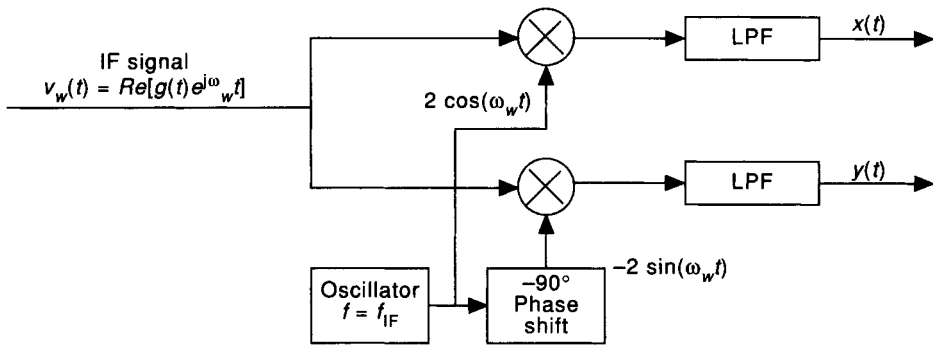 IF signal
v_w(t) = Re[g(t)e^{jω_w t}]
2 cos(ω_w t)
LPF
x(t)
LPF
y(t)
Oscillator
f = f_IF
−90°
Phase
shift
−2 sin(ω_w t)